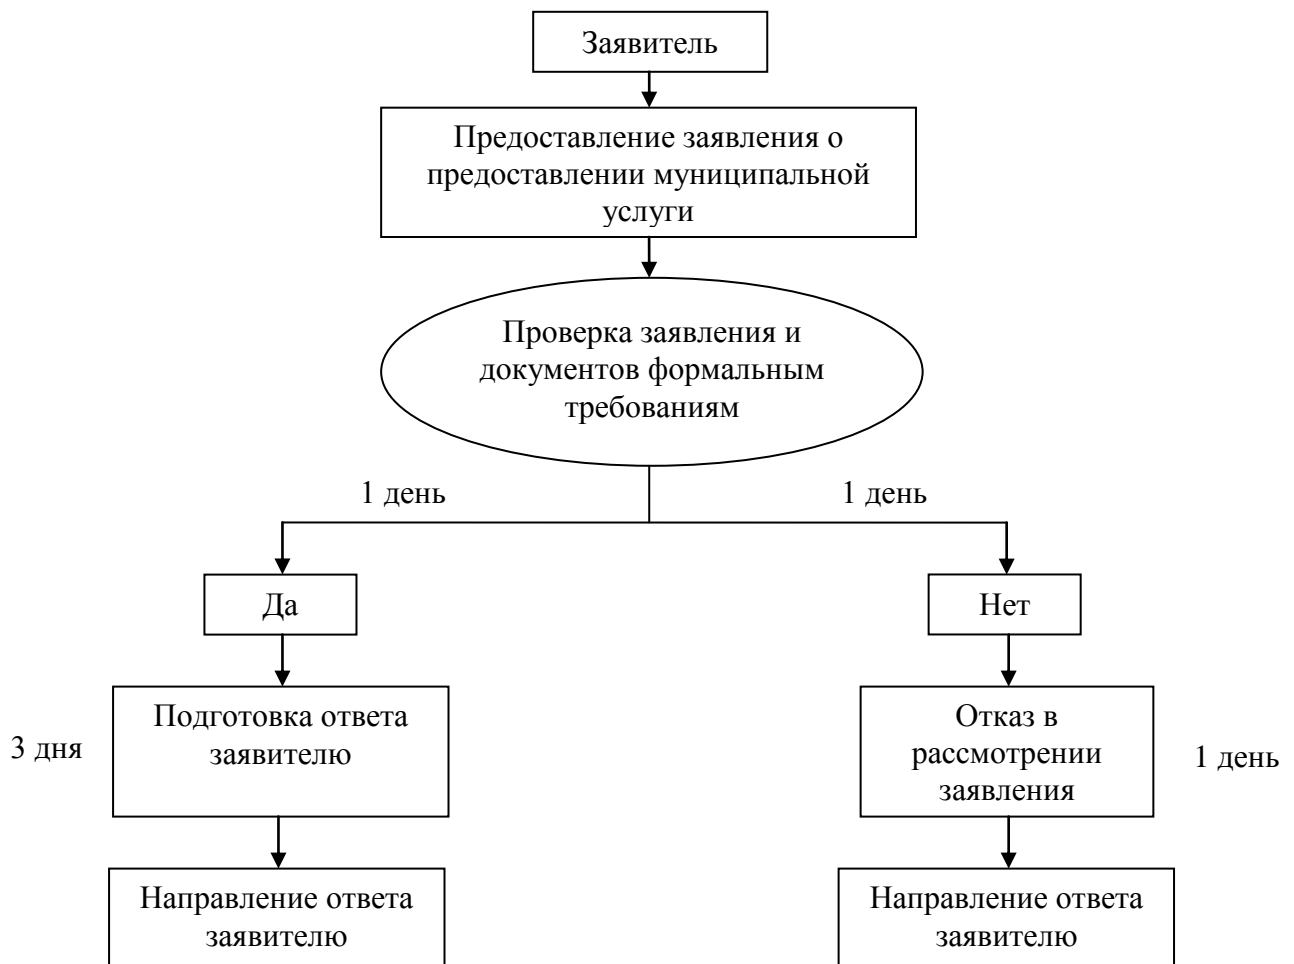 Заявитель
Предоставление заявления о
предоставлении муниципальной
услуги
Проверка заявления и
документов формальным
требованиям
1 день
1 день
Да
Нет
Подготовка ответа
заявителю
3 дня
Отказ в
рассмотрении
заявления
1 день
Направление ответа
заявителю
Направление ответа
заявителю